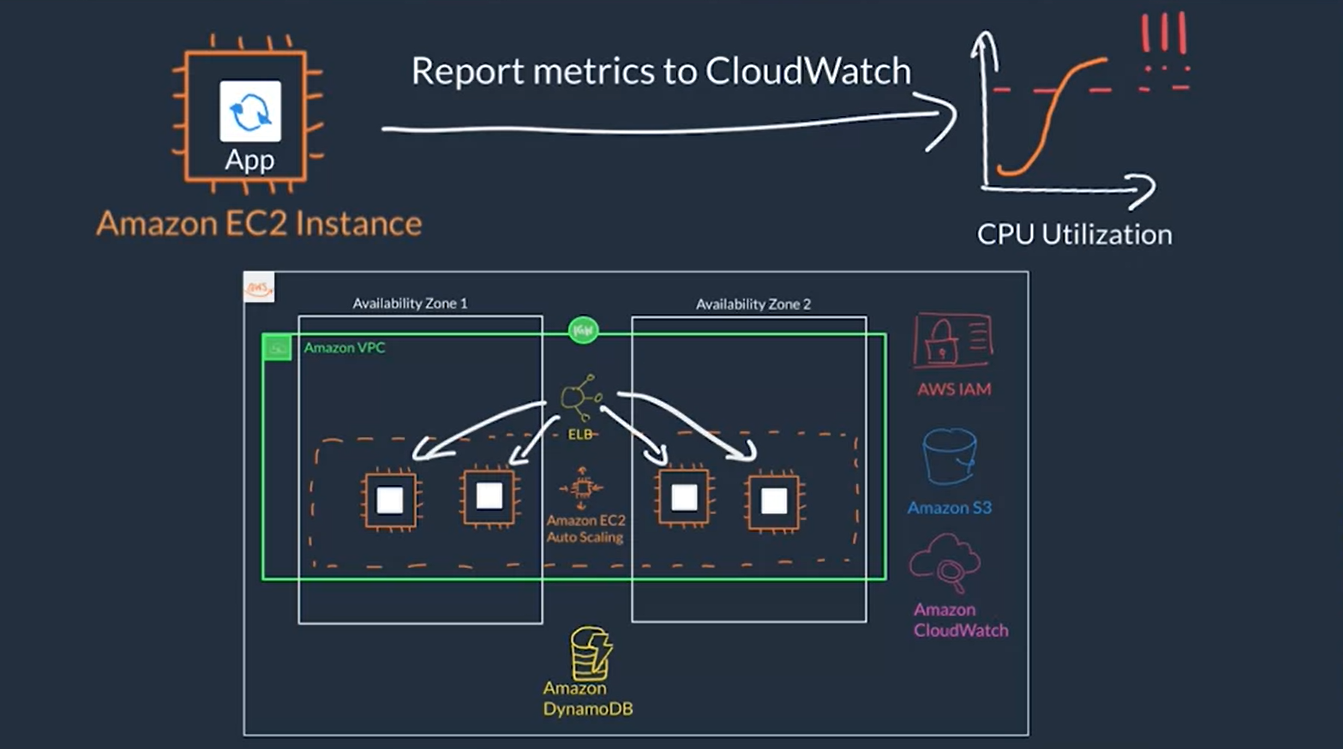 Report metrics to CloudWatch
!!!
App
Amazon EC2 Instance
CPU Utilization
aws
Availability Zone 1
Availability Zone 2
Amazon VPC
ELB
Amazon EC2
Auto Scaling
AWS IAM
Amazon S3
Amazon
CloudWatch
Amazon
DynamoDB